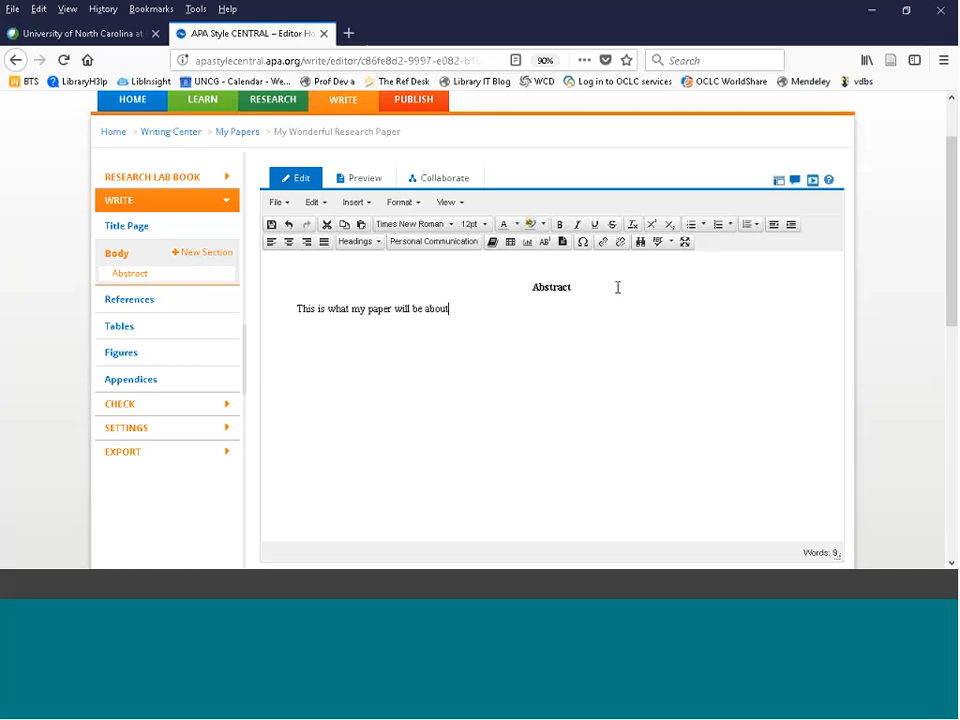 File Edit View History Bookmarks Tools Help
University of North Carolina at
APA Style CENTRAL – Editor Ho
apastylecentral.apa.org/write/editor/c86fe8d2-9997-e082-b16
90%
Search
BTS LibraryH3lp LibInsight UNCG - Calendar - We... Prof Dev a The Ref Desk Library IT Blog WCD Log in to OCLC services OCLC WorldShare Mendeley vdbs
HOME LEARN RESEARCH WRITE PUBLISH
Home > Writing Center > My Papers > My Wonderful Research Paper
RESEARCH LAB BOOK
WRITE
Title Page
Body + New Section
Abstract
References
Tables
Figures
Appendices
CHECK
SETTINGS
EXPORT
Edit Preview Collaborate
File Edit Insert Format View
Times New Roman 12pt A B I U S
Headings Personal Communication
Abstract
This is what my paper will be about
Words: 9